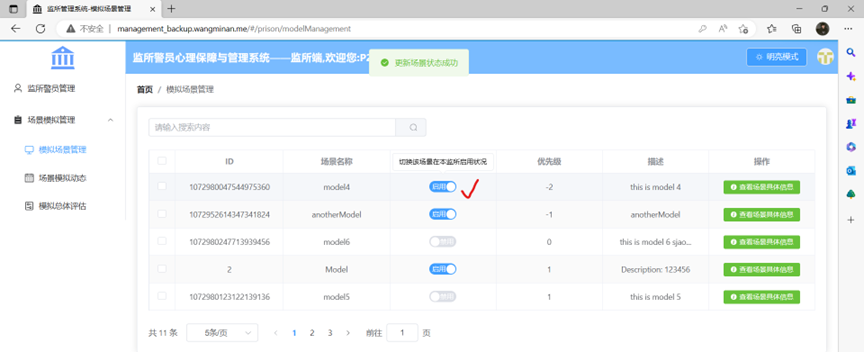 监所管理系统-模拟场景管理
不安全
management_backup.wangminan.me/#/prison/modelManagement
监所警员心理保障与管理系统——监所端,欢迎您:P2
更新场景状态成功
明亮模式
监所警员管理
场景模拟管理
模拟场景管理
场景模拟动态
模拟总体评估
首页 / 模拟场景管理
请输入搜索内容
ID 场景名称 切换该场景在本监所启用状况 优先级 描述 操作
1072980047544975360 model4 启用 -2 this is model 4 查看场景具体信息
1072952614347341824 anotherModel 启用 -1 anotherModel 查看场景具体信息
1072980247713939456 model6 0 this is model 6 sjao... 查看场景具体信息
2 Model 启用 1 Description: 123456 查看场景具体信息
1072980123122139136 model5 1 this is model 5 查看场景具体信息
共 11 条 5条/页 1 2 3 前往 1 页